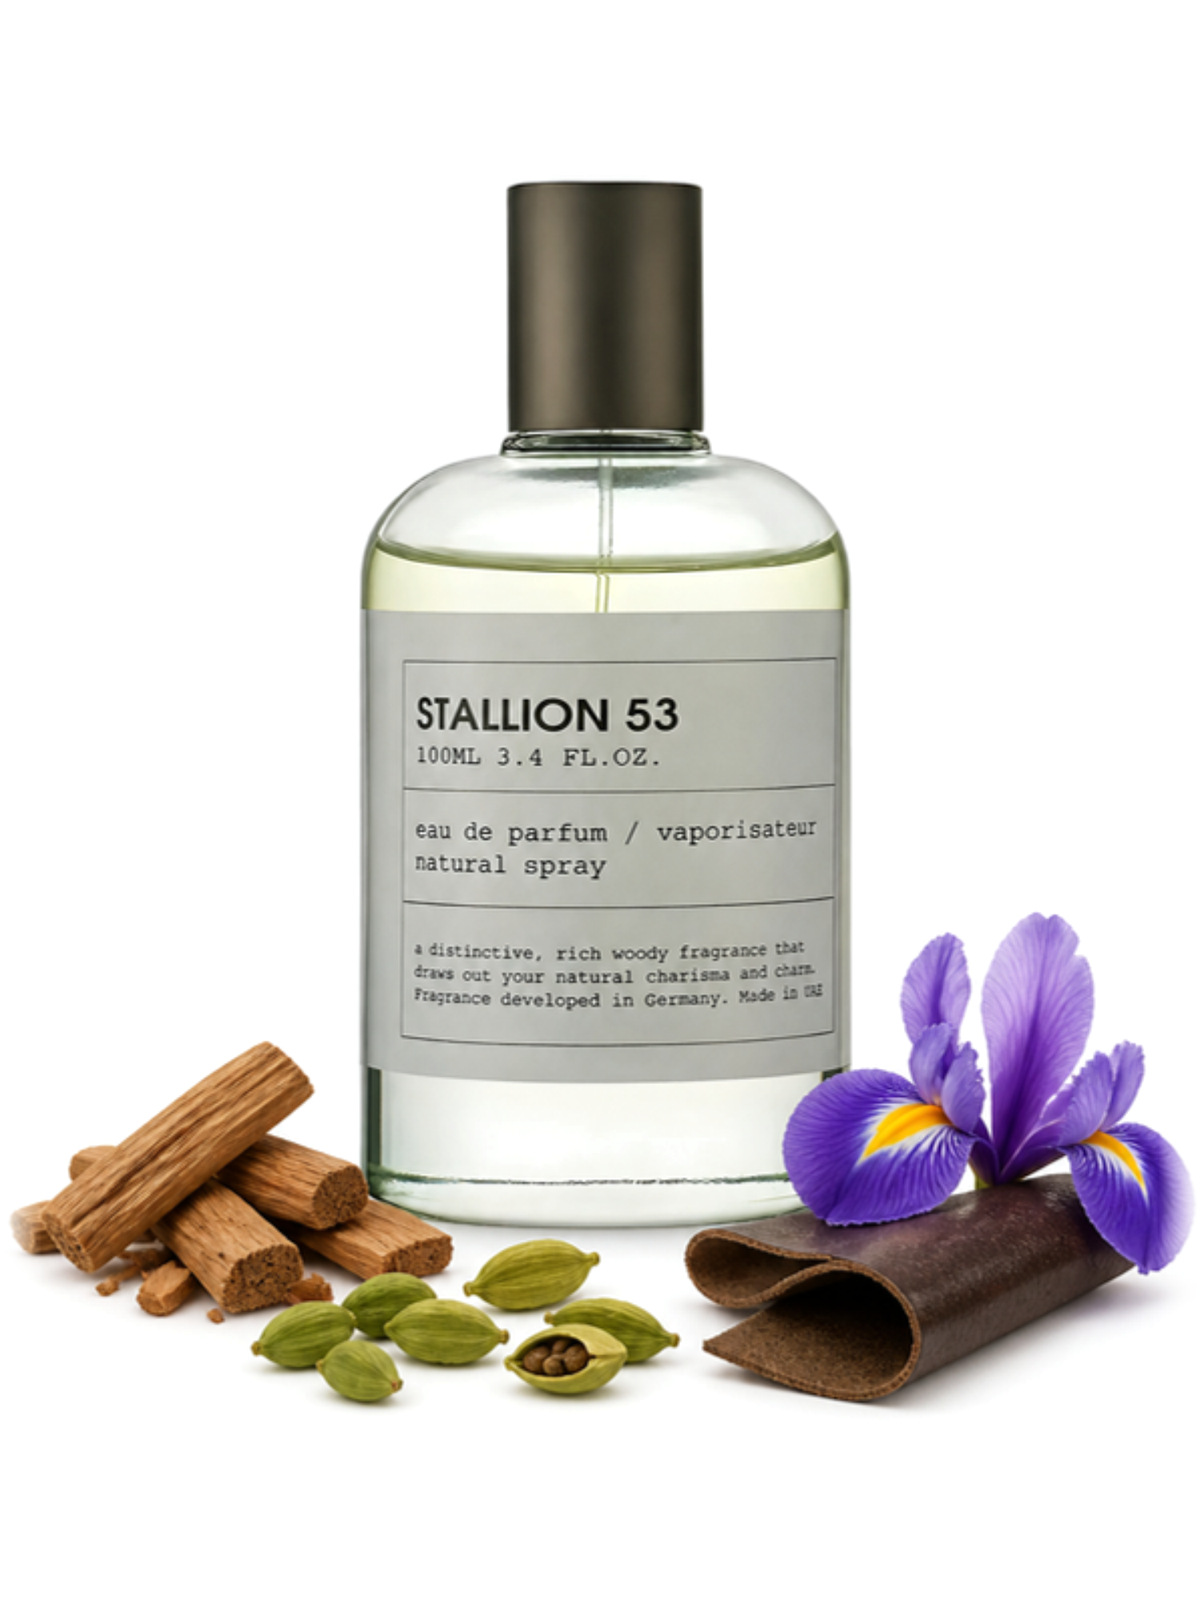 STALLION 53
100ML 3.4 FL.OZ.
eau de parfum / vaporisateur
natural spray
a distinctive, rich woody fragrance that
draws out your natural charisma and charm.
Fragrance developed in Germany. Made in UAE